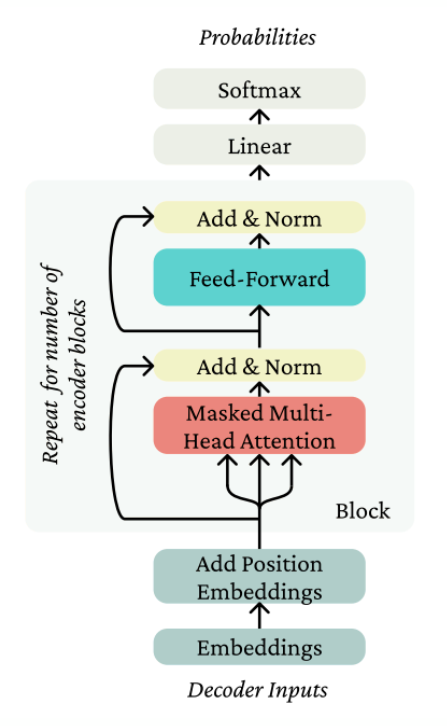 Probabilities
Softmax
Linear
Add & Norm
Feed-Forward
Repeat for number of
encoder blocks
Add & Norm
Masked Multi-
Head Attention
Block
Add Position
Embeddings
Embeddings
Decoder Inputs